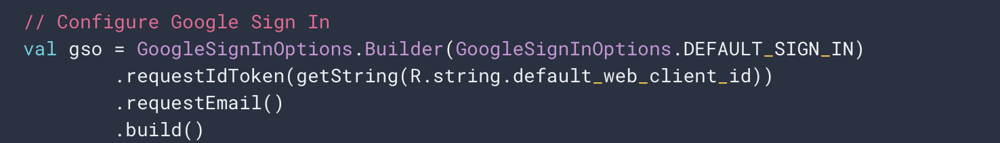 // Configure Google Sign In
val gso = GoogleSignInOptions.Builder(GoogleSignInOptions.DEFAULT_SIGN_IN)
        .requestIdToken(getString(R.string.default_web_client_id))
        .requestEmail()
        .build()